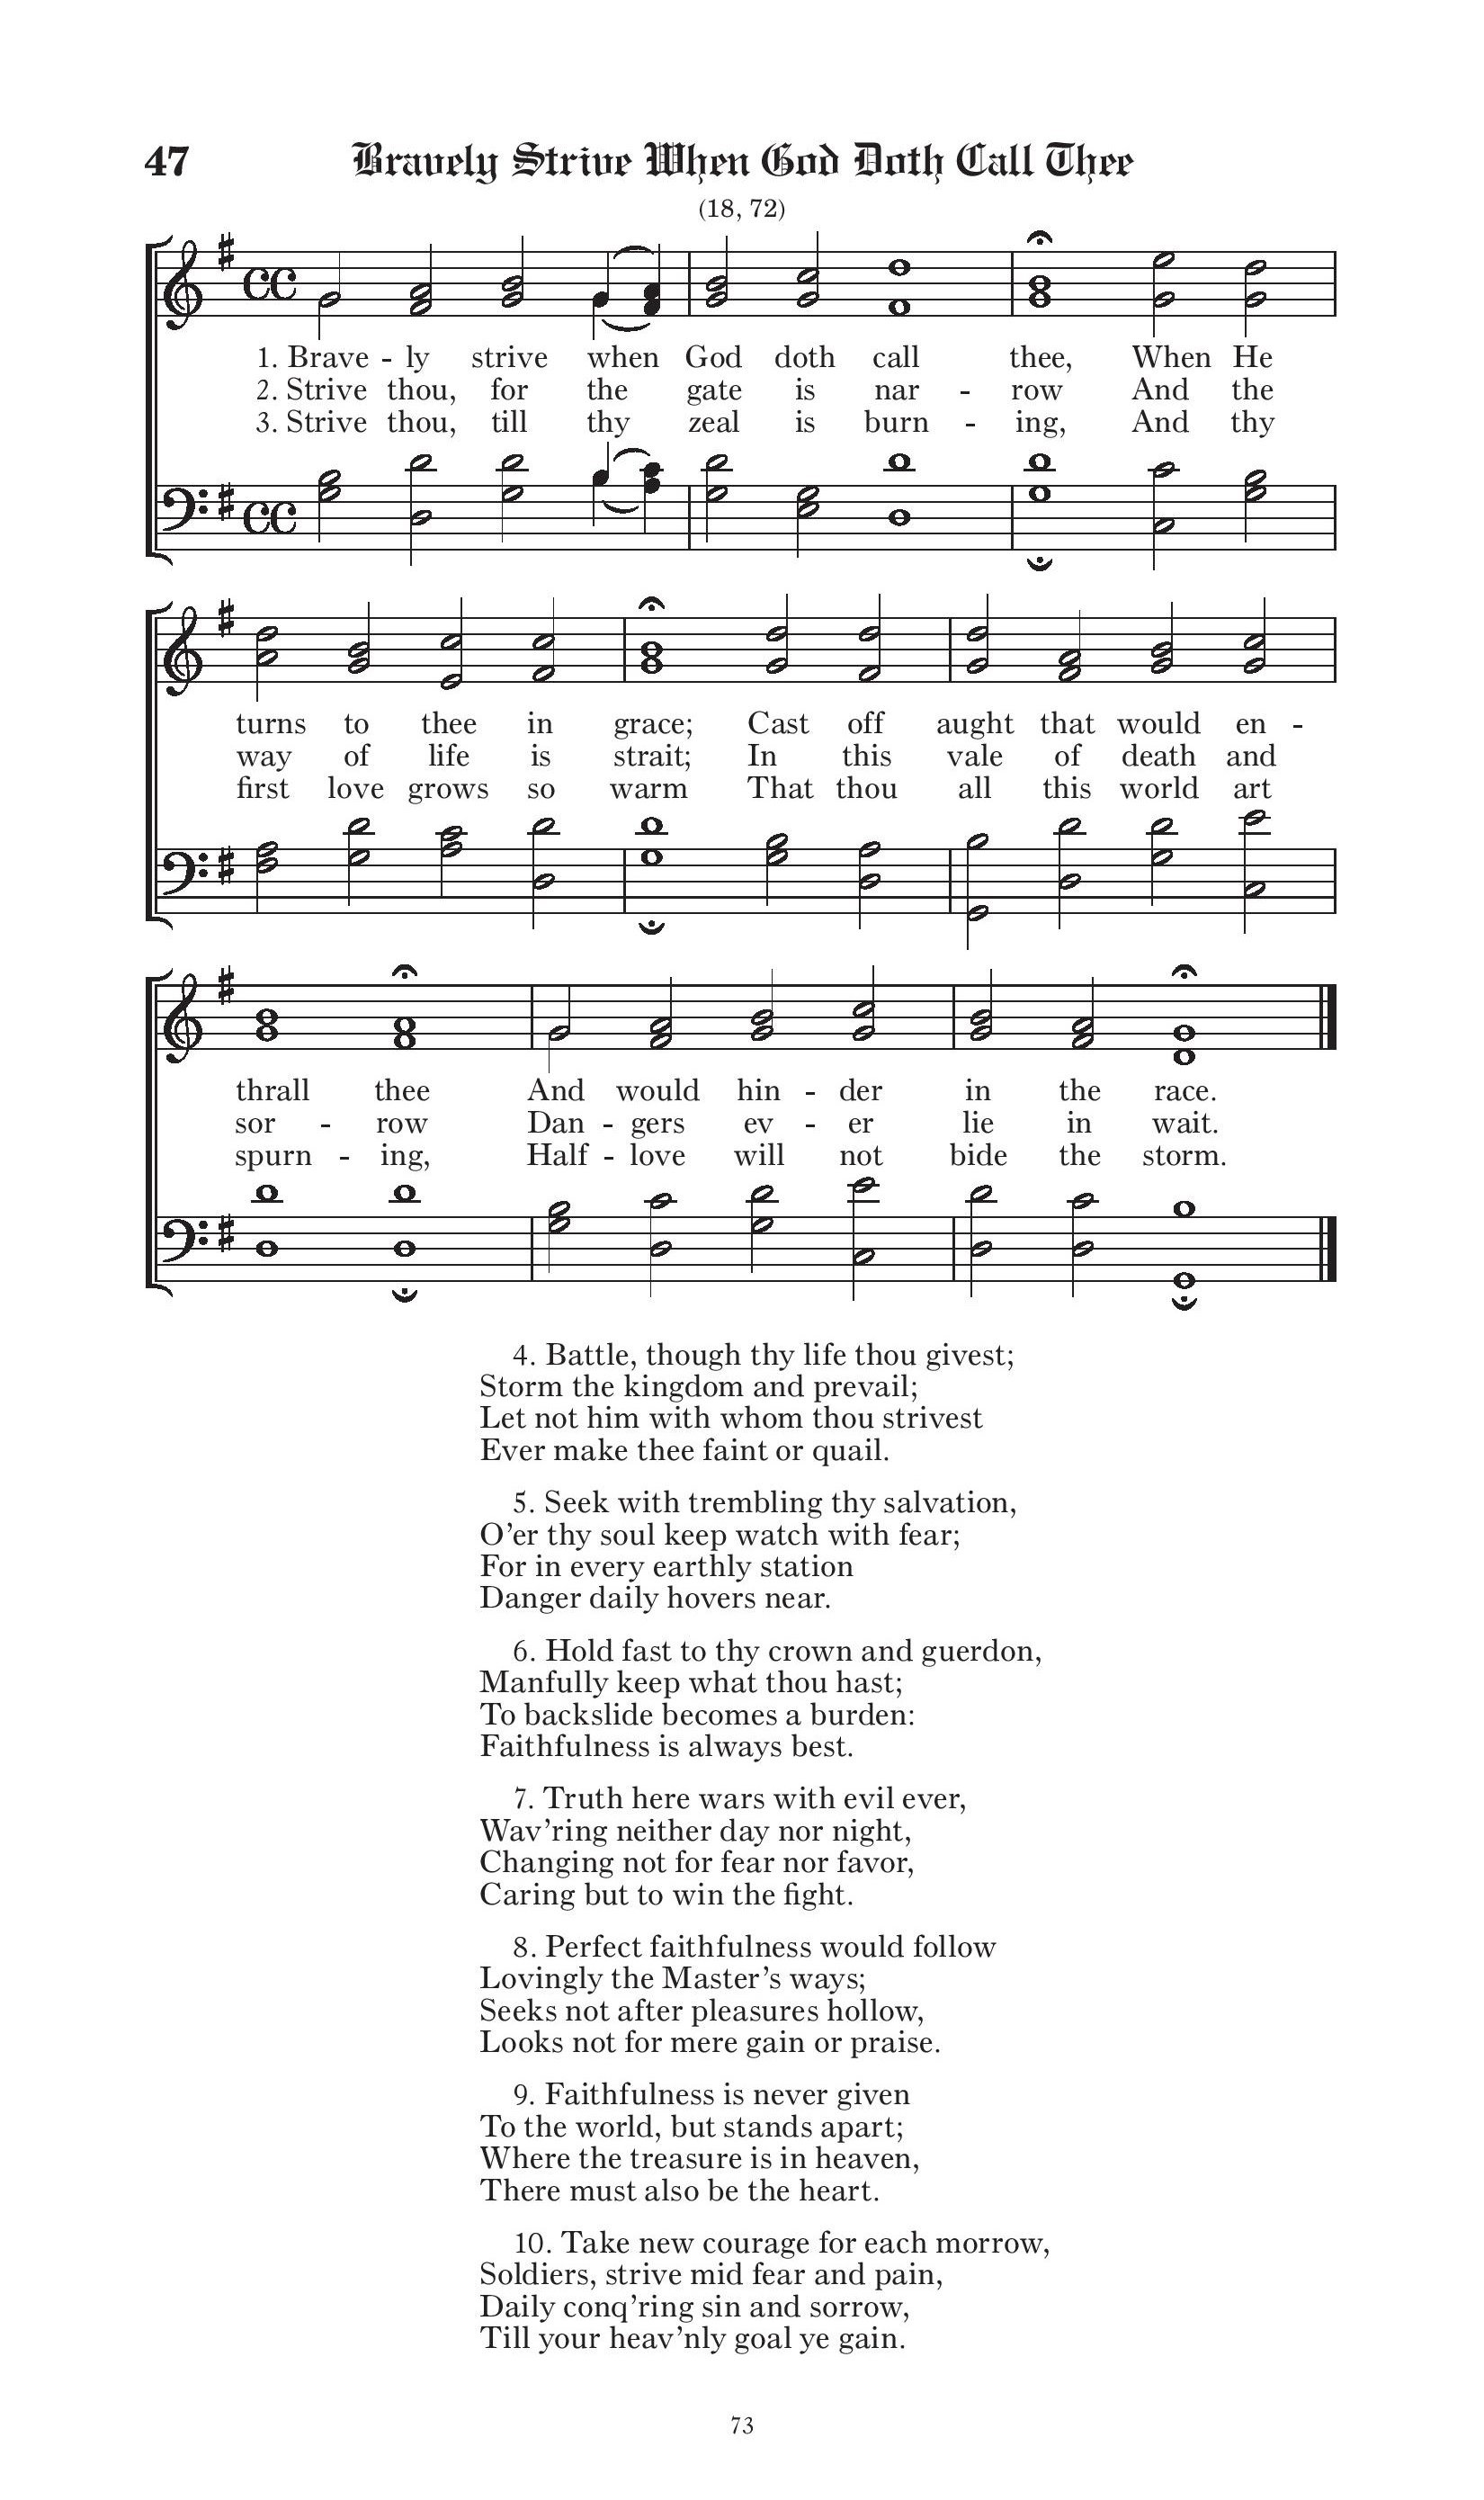 47 Bravely Strive When God Doth Call Thee
(18, 72)
1. Brave - ly strive when God doth call thee, When He
2. Strive thou, for the gate is nar - row And the
3. Strive thou, till thy zeal is burn - ing, And thy
turns to thee in grace; Cast off aught that would en -
way of life is strait; In this vale of death and
first love grows so warm That thou all this world art
thrall thee And would hin - der in the race.
sor - row Dan - gers ev - er lie in wait.
spurn - ing, Half - love will not bide the storm.
4. Battle, though thy life thou givest;
Storm the kingdom and prevail;
Let not him with whom thou strivest
Ever make thee faint or quail.
5. Seek with trembling thy salvation,
O’er thy soul keep watch with fear;
For in every earthly station
Danger daily hovers near.
6. Hold fast to thy crown and guerdon,
Manfully keep what thou hast;
To backslide becomes a burden:
Faithfulness is always best.
7. Truth here wars with evil ever,
Wav’ring neither day nor night,
Changing not for fear nor favor,
Caring but to win the fight.
8. Perfect faithfulness would follow
Lovingly the Master’s ways;
Seeks not after pleasures hollow,
Looks not for mere gain or praise.
9. Faithfulness is never given
To the world, but stands apart;
Where the treasure is in heaven,
There must also be the heart.
10. Take new courage for each morrow,
Soldiers, strive mid fear and pain,
Daily conq’ring sin and sorrow,
Till your heav’nly goal ye gain.
73